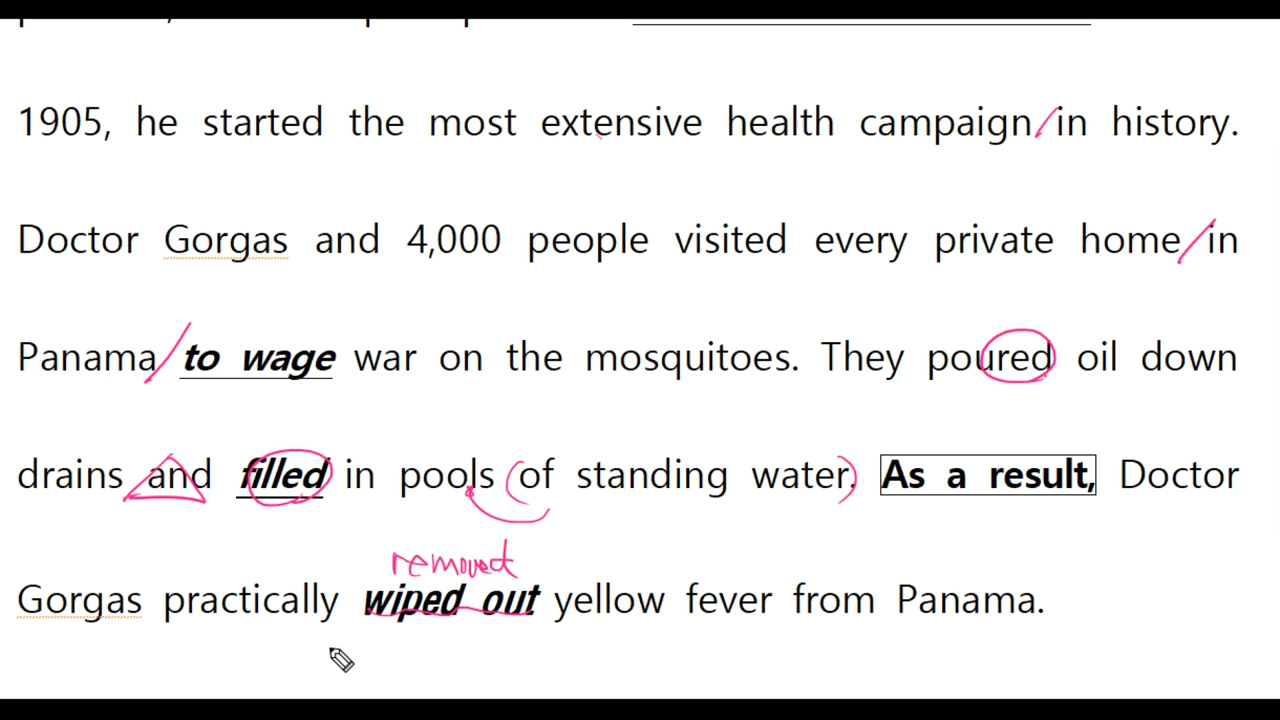 1905, he started the most extensive health campaign in history.
Doctor Gorgas and 4,000 people visited every private home in
Panama to wage war on the mosquitoes. They poured oil down
drains and filled in pools of standing water. As a result, Doctor
removed
Gorgas practically wiped out yellow fever from Panama.